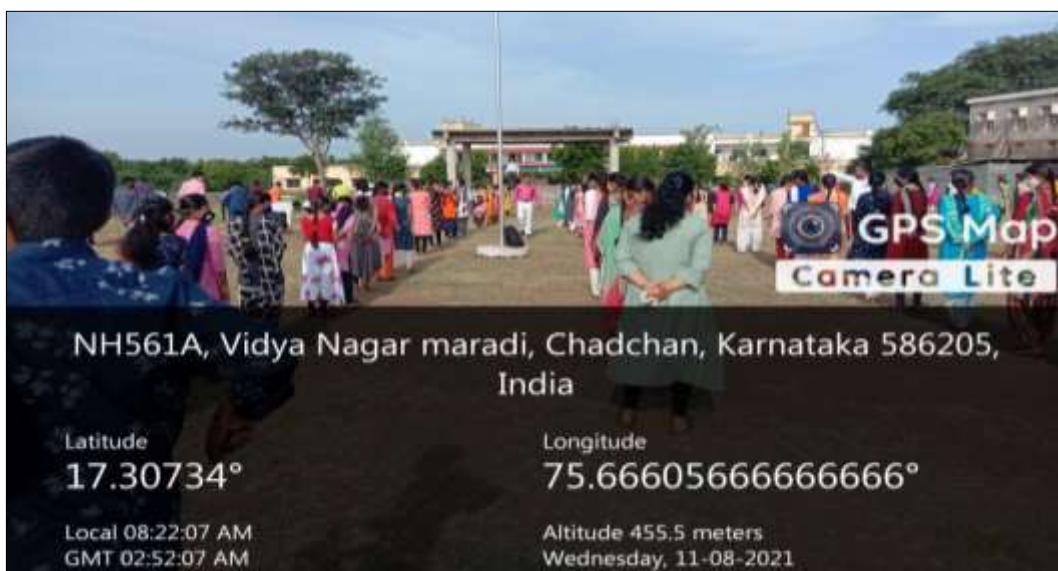 GPS Map
Camera Lite
NH561A, Vidya Nagar maradi, Chadchan, Karnataka 586205,
India
Latitude
17.30734°
Longitude
75.66605666666666°
Local 08:22:07 AM
GMT 02:52:07 AM
Altitude 455.5 meters
Wednesday, 11-08-2021